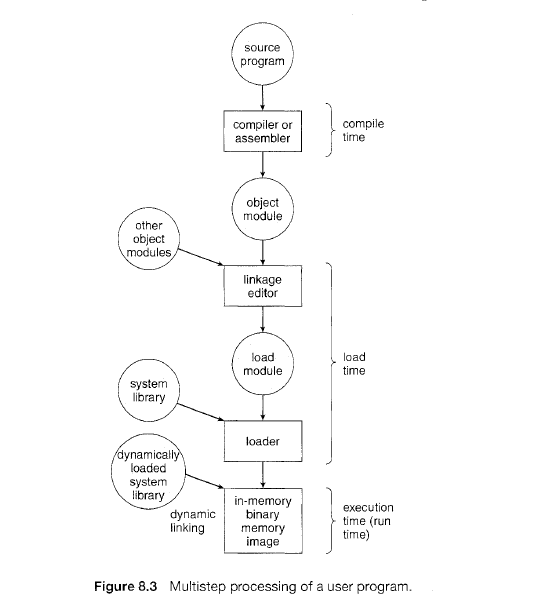 source
program
compiler or
assembler
compile
time
object
module
other
object
modules
linkage
editor
load
module
load
time
system
library
loader
dynamically
loaded
system
library
dynamic
linking
in-memory
binary
memory
image
execution
time (run
time)
Figure 8.3 Multistep processing of a user program.